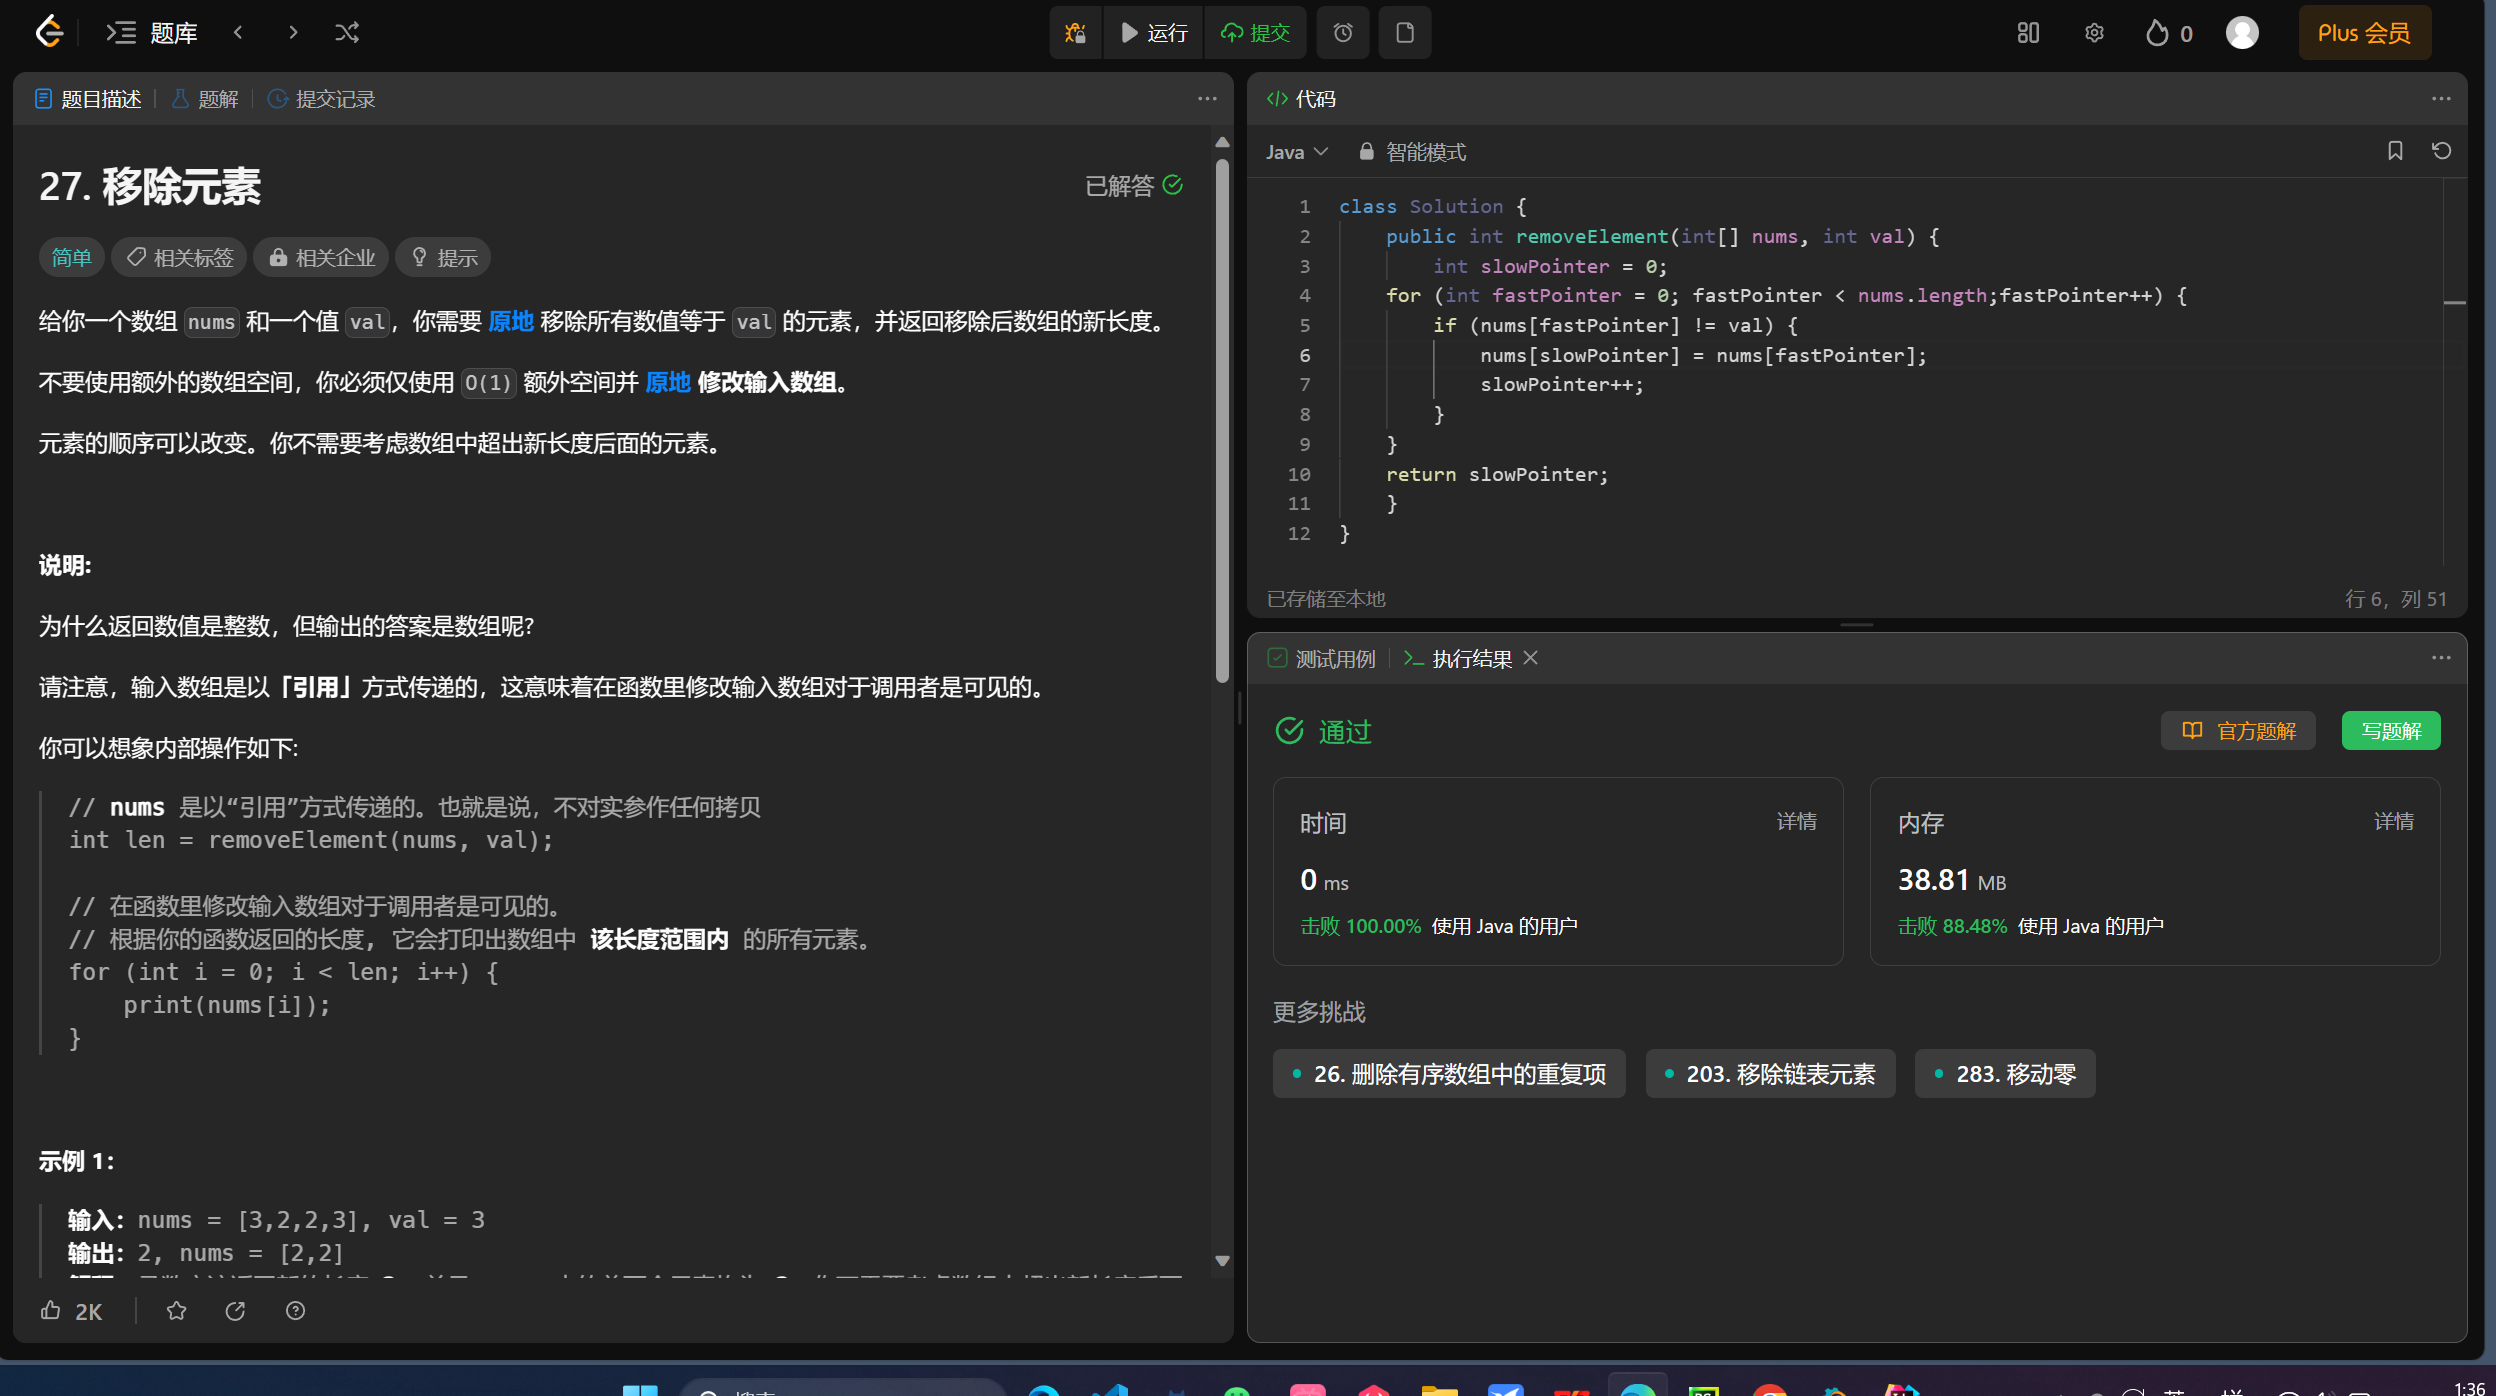 题库
运行
提交
0
Plus 会员
题目描述
题解
提交记录
27. 移除元素
已解答
简单
相关标签
相关企业
提示
给你一个数组 nums 和一个值 val，你需要 原地 移除所有数值等于 val 的元素，并返回移除后数组的新长度。
不要使用额外的数组空间，你必须仅使用 O(1) 额外空间并 原地 修改输入数组。
元素的顺序可以改变。你不需要考虑数组中超出新长度后面的元素。
说明:
为什么返回数值是整数，但输出的答案是数组呢?
请注意，输入数组是以「引用」方式传递的，这意味着在函数里修改输入数组对于调用者是可见的。
你可以想象内部操作如下:
// nums 是以“引用”方式传递的。也就是说，不对实参作任何拷贝
int len = removeElement(nums, val);
// 在函数里修改输入数组对于调用者是可见的。
// 根据你的函数返回的长度, 它会打印出数组中 该长度范围内 的所有元素。
for (int i = 0; i < len; i++) {
    print(nums[i]);
}
示例 1：
输入：nums = [3,2,2,3], val = 3
输出：2, nums = [2,2]
2K
代码
Java
智能模式
1 class Solution {
2     public int removeElement(int[] nums, int val) {
3         int slowPointer = 0;
4     for (int fastPointer = 0; fastPointer < nums.length;fastPointer++) {
5         if (nums[fastPointer] != val) {
6             nums[slowPointer] = nums[fastPointer];
7             slowPointer++;
8         }
9     }
10     return slowPointer;
11     }
12 }
已存储至本地
行 6，列 51
测试用例
执行结果
通过
官方题解
写题解
时间
详情
0 ms
击败 100.00% 使用 Java 的用户
内存
详情
38.81 MB
击败 88.48% 使用 Java 的用户
更多挑战
26. 删除有序数组中的重复项
203. 移除链表元素
283. 移动零
1:36